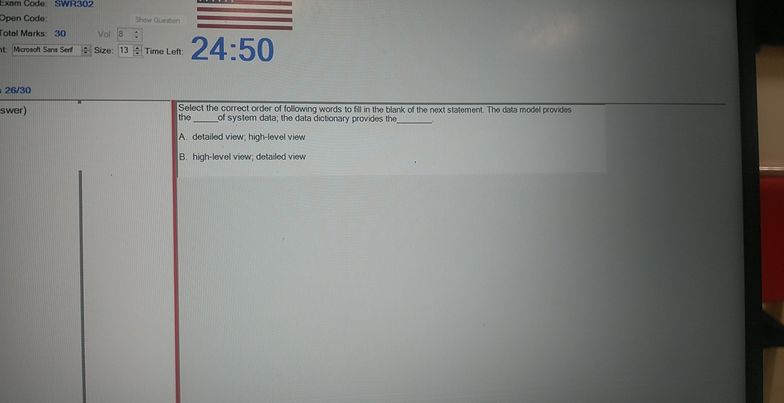 Exam Code: SWR302
Open Code:
Show Question
Total Marks: 30
Vol: 8
Microsoft Sans Serif Size: 13 Time Left: 24:50
26/30
swer)
Select the correct order of following words to fill in the blank of the next statement. The data model provides
the _____of system data; the data dictionary provides the________.
A. detailed view; high-level view
B. high-level view; detailed view